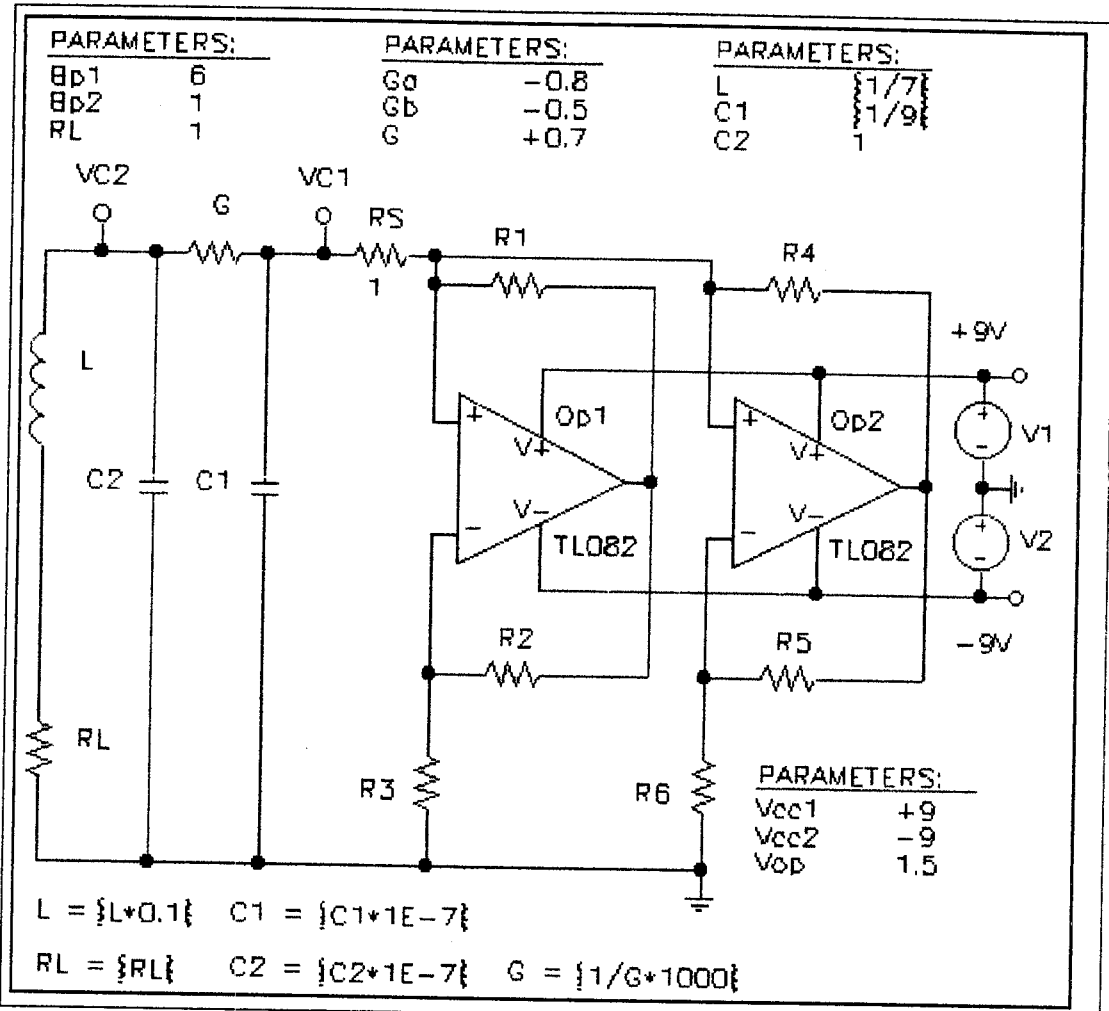 PARAMETERS: PARAMETERS: PARAMETERS:
Bp1 6 Ga -0.8 L {1/7}
Bp2 1 Gb -0.5 C1 {1/9}
RL 1 G +0.7 C2 1
VC2 G VC1 RS R1 R4
1
+9V
L
+ Op1 + Op2 + V1
V+ V+ -
C2 C1
- V- - V- + V2
TL082 TL082 -
R2 R5 -9V
RL
R3 R6
PARAMETERS:
Vcc1 +9
Vcc2 -9
Vop 1.5
L = {L*0.1} C1 = {C1*1E-7}
RL = {RL} C2 = {C2*1E-7} G = {1/G*1000}